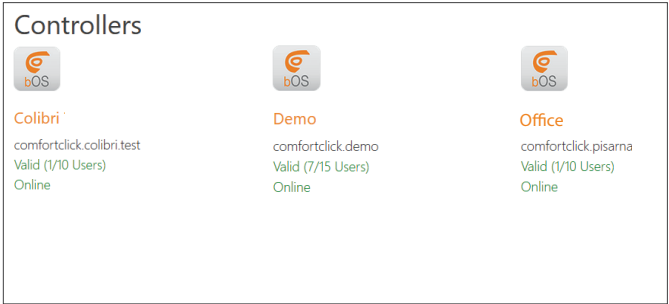 Controllers
bOS
Colibri
comfortclick.colibri.test
Valid (1/10 Users)
Online
bOS
Demo
comfortclick.demo
Valid (7/15 Users)
Online
bOS
Office
comfortclick.pisarna
Valid (1/10 Users)
Online